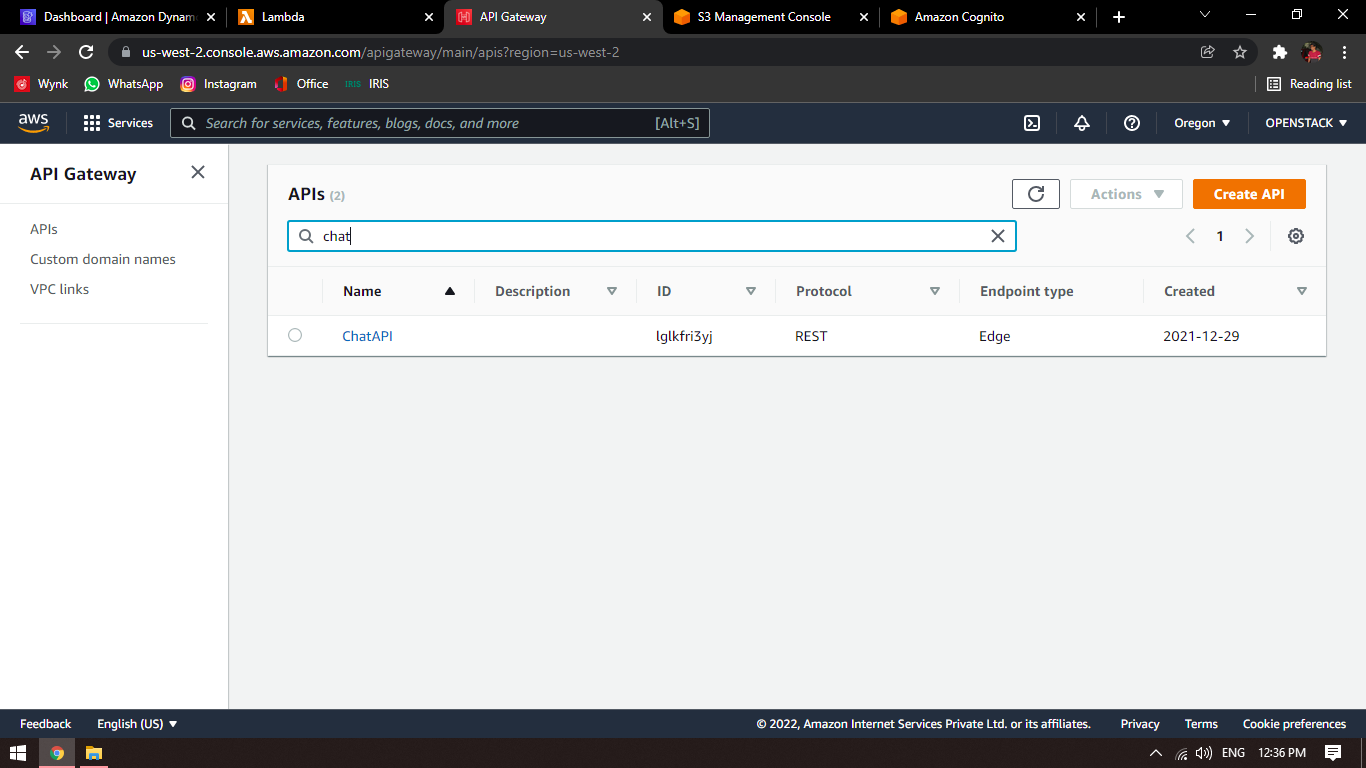 Dashboard | Amazon Dynam
Lambda
API Gateway
S3 Management Console
Amazon Cognito
us-west-2.console.aws.amazon.com/apigateway/main/apis?region=us-west-2
Wynk
WhatsApp
Instagram
Office
IRIS IRIS
Reading list
aws
Services
Search for services, features, blogs, docs, and more [Alt+S]
Oregon
OPENSTACK
API Gateway
APIs
Custom domain names
VPC links
APIs (2)
Actions
Create API
chat
1
Name Description ID Protocol Endpoint type Created
ChatAPI lglkfri3yj REST Edge 2021-12-29
Feedback English (US)
© 2022, Amazon Internet Services Private Ltd. or its affiliates. Privacy Terms Cookie preferences
ENG 12:36 PM